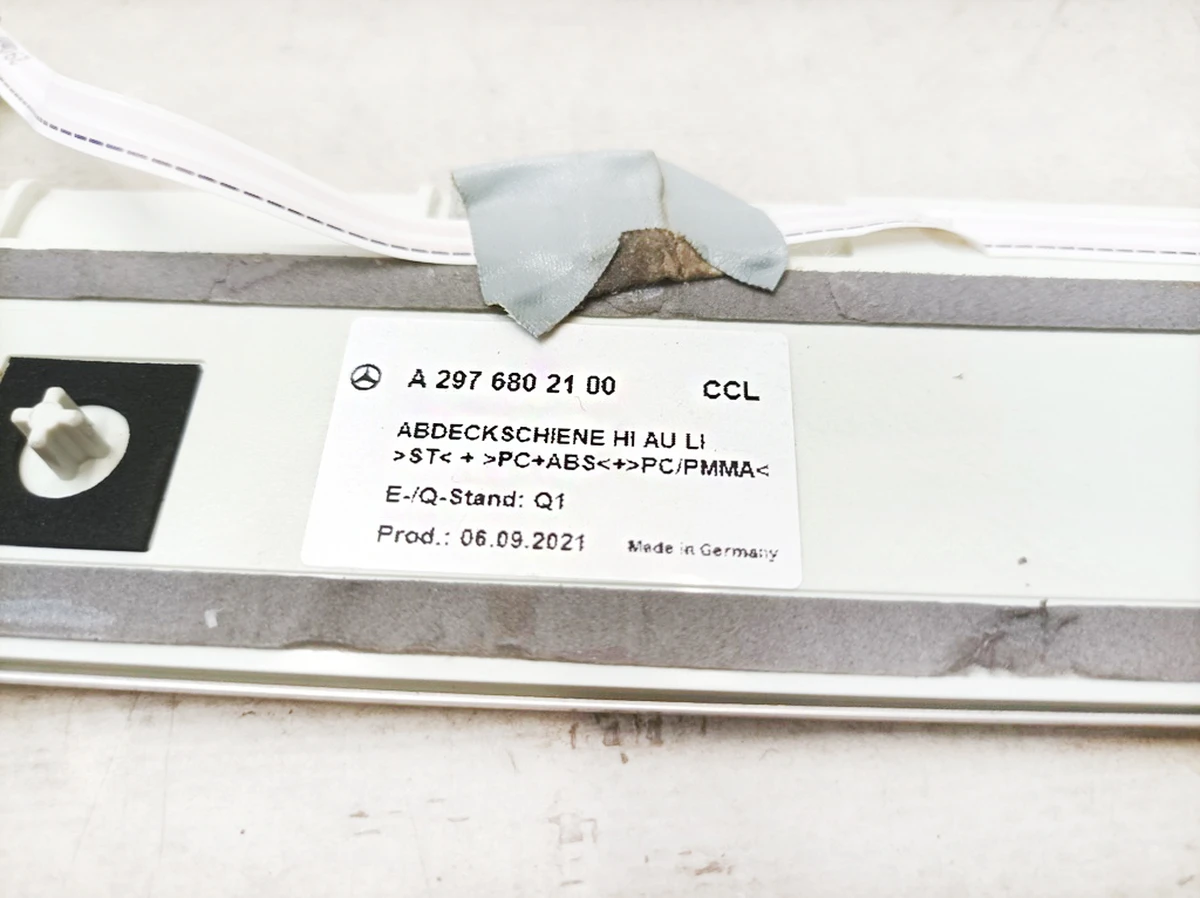 A 297 680 21 00 CCL
ABDECKSCHIENE HI AU LI
>ST< + >PC+ABS<+>PC/PMMA<
E-/Q-Stand: Q1
Prod.: 06.09.2021 Made in Germany